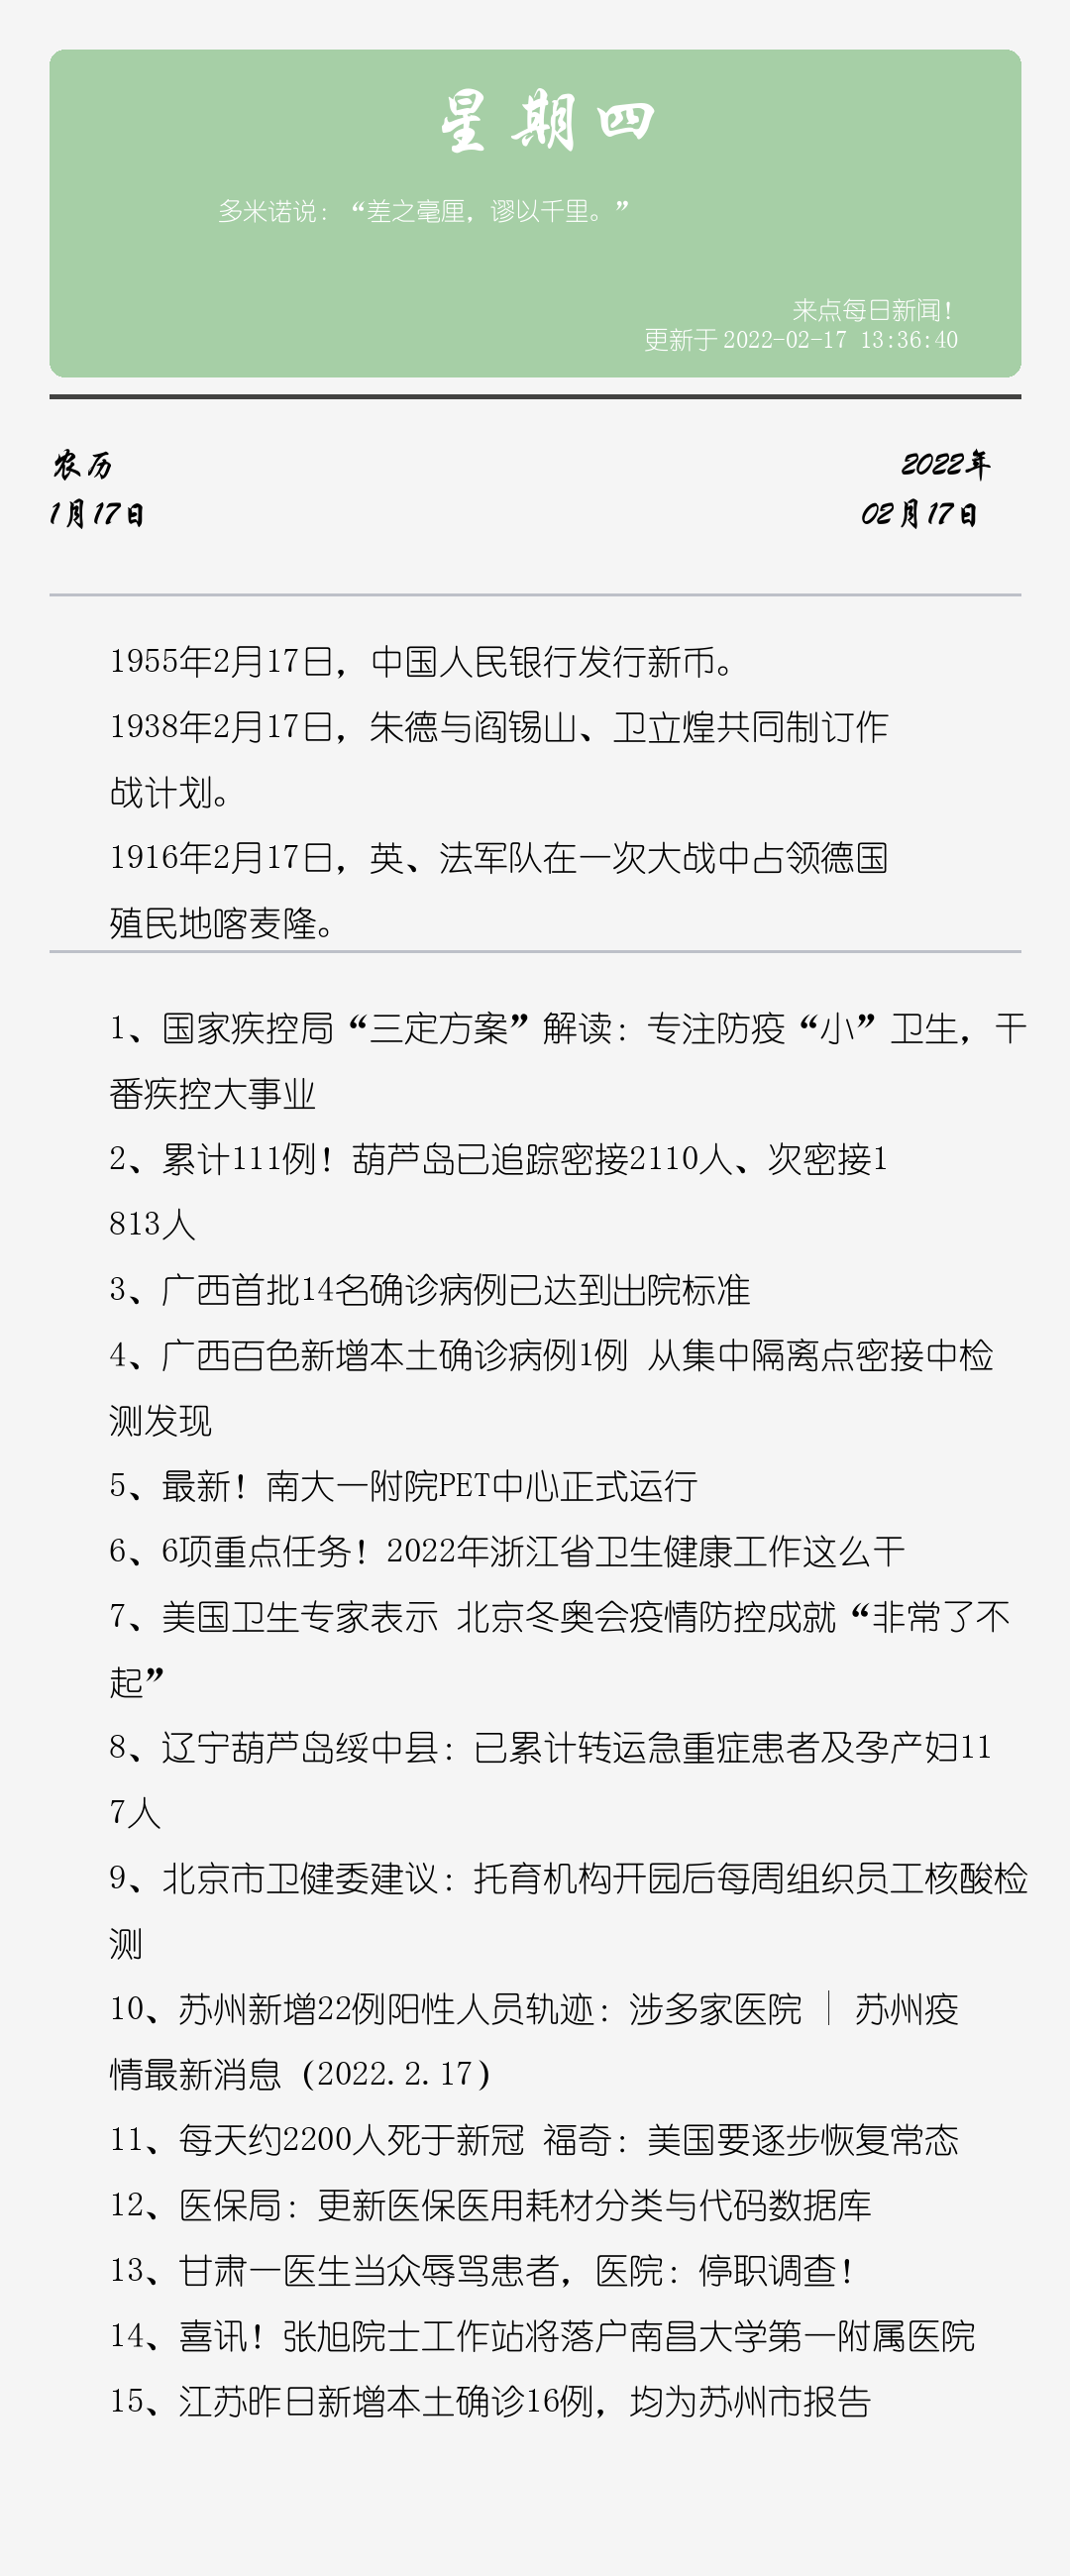 星期四
多米诺说：“差之毫厘，谬以千里。”
来点每日新闻！
更新于 2022-02-17 13:36:40
农历
2022年
1月17日
02月17日
1955年2月17日，中国人民银行发行新币。
1938年2月17日，朱德与阎锡山、卫立煌共同制订作
战计划。
1916年2月17日，英、法军队在一次大战中占领德国
殖民地喀麦隆。
1、国家疾控局“三定方案”解读：专注防疫“小”卫生，干
番疾控大事业
2、累计111例！葫芦岛已追踪密接2110人、次密接1
813人
3、广西首批14名确诊病例已达到出院标准
4、广西百色新增本土确诊病例1例 从集中隔离点密接中检
测发现
5、最新！南大一附院PET中心正式运行
6、6项重点任务！2022年浙江省卫生健康工作这么干
7、美国卫生专家表示 北京冬奥会疫情防控成就“非常了不
起”
8、辽宁葫芦岛绥中县：已累计转运急重症患者及孕产妇11
7人
9、北京市卫健委建议：托育机构开园后每周组织员工核酸检
测
10、苏州新增22例阳性人员轨迹：涉多家医院 | 苏州疫
情最新消息（2022.2.17）
11、每天约2200人死于新冠 福奇：美国要逐步恢复常态
12、医保局：更新医保医用耗材分类与代码数据库
13、甘肃一医生当众辱骂患者，医院：停职调查！
14、喜讯！张旭院士工作站将落户南昌大学第一附属医院
15、江苏昨日新增本土确诊16例，均为苏州市报告